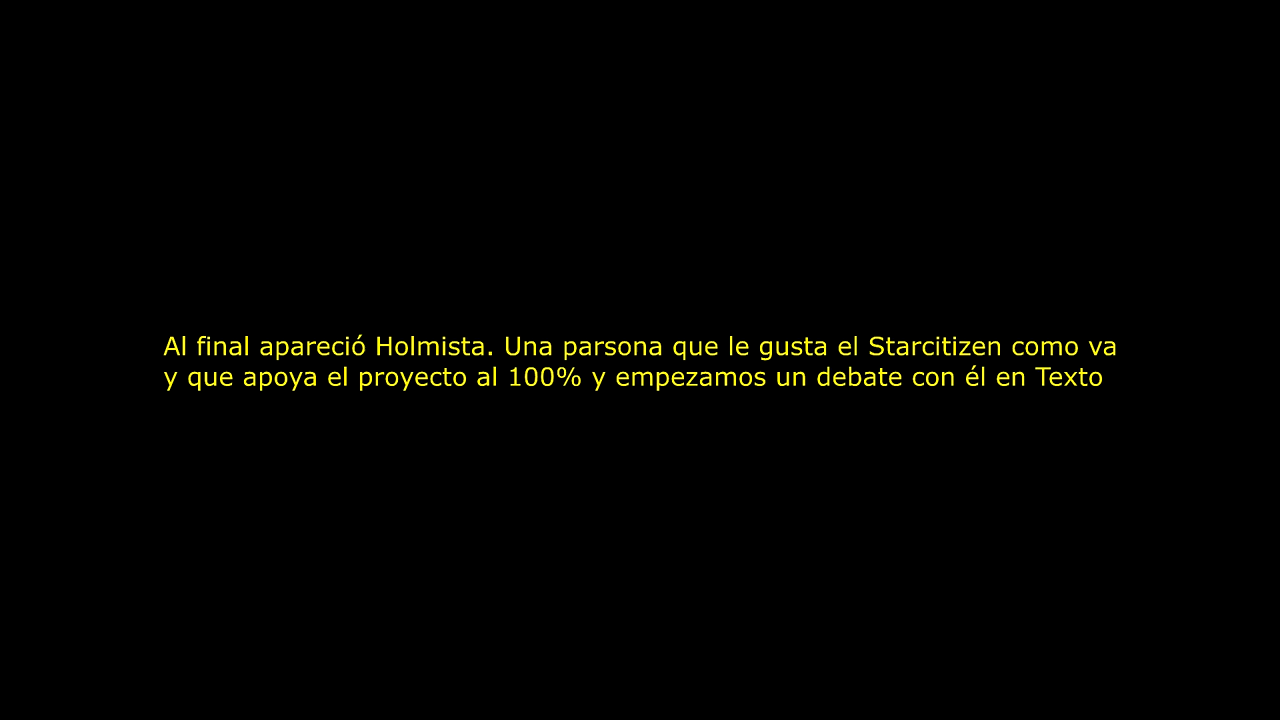 Al final apareció Holmista. Una parsona que le gusta el Starcitizen como va
y que apoya el proyecto al 100% y empezamos un debate con él en Texto